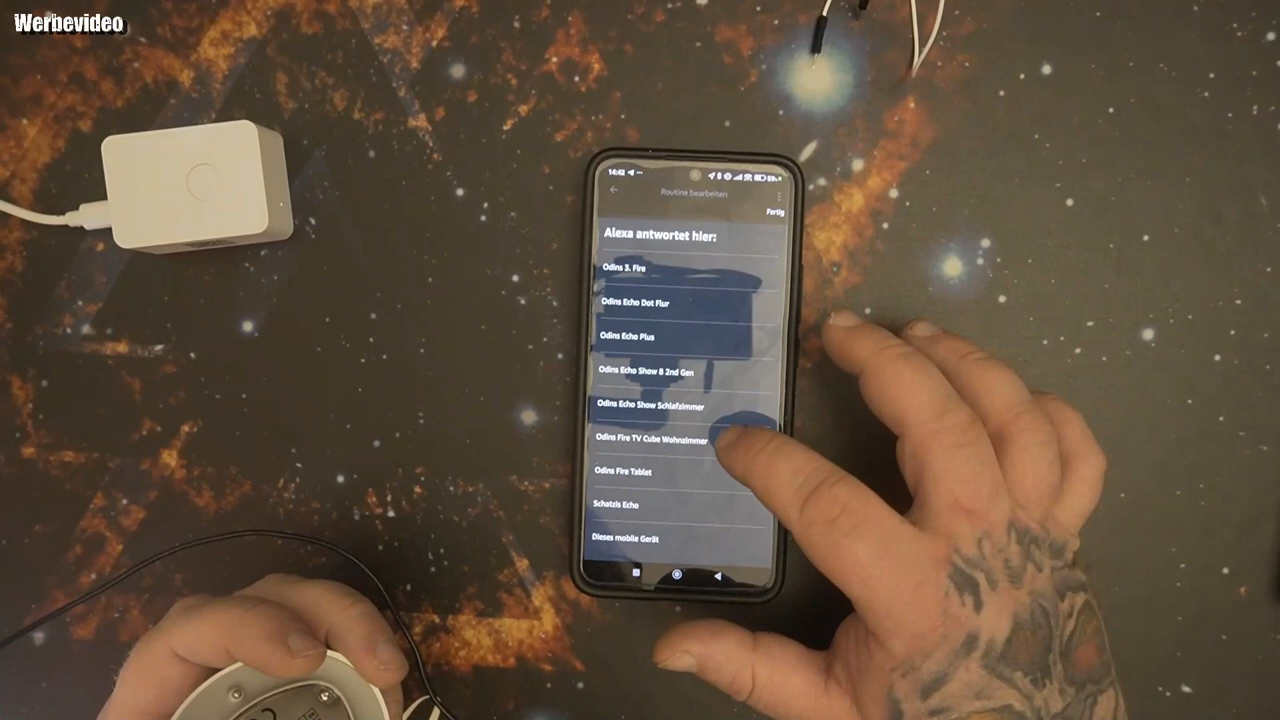 Werbevideo
14:42
59%
Routine bearbeiten
Fertig
Alexa antwortet hier:
Odins 3. Fire
Odins Echo Dot Flur
Odins Echo Plus
Odins Echo Show 8 2nd Gen
Odins Echo Show Schlafzimmer
Odins Fire TV Cube Wohnzimmer
Odins Fire Tablet
Schatzis Echo
Dieses mobile Gerät